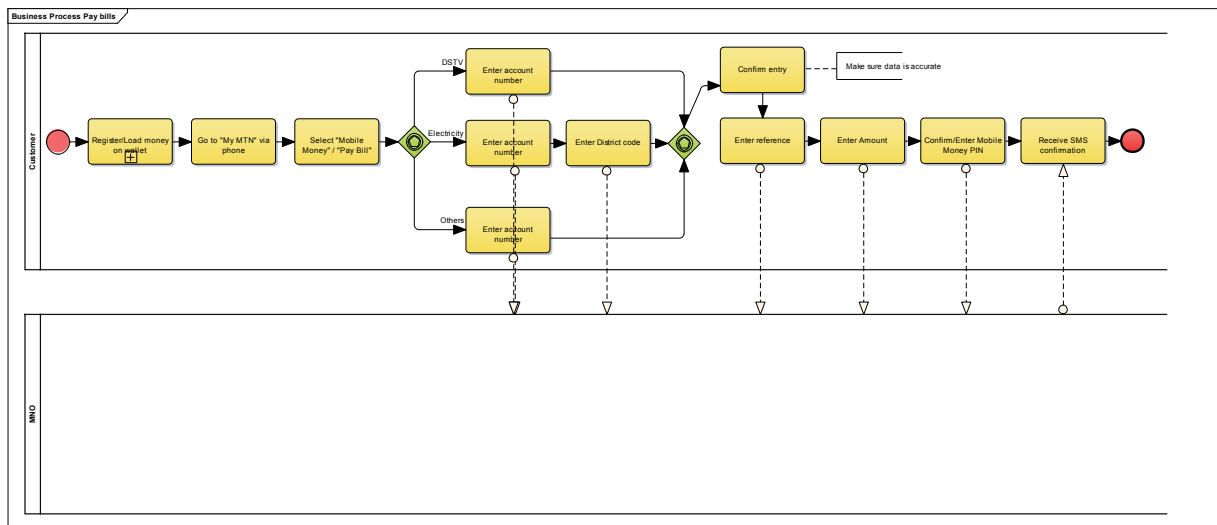 Business Process Pay bills
Customer
Register/Load money
on wallet
Go to "My MTN" via
phone
Select "Mobile
Money" / "Pay Bill"
DSTV
Enter account
number
Electricity
Enter account
number
Enter District code
Others
Enter account
number
Confirm entry
Make sure data is accurate
Enter reference
Enter Amount
Confirm/Enter Mobile
Money PIN
Receive SMS
confirmation
MNO